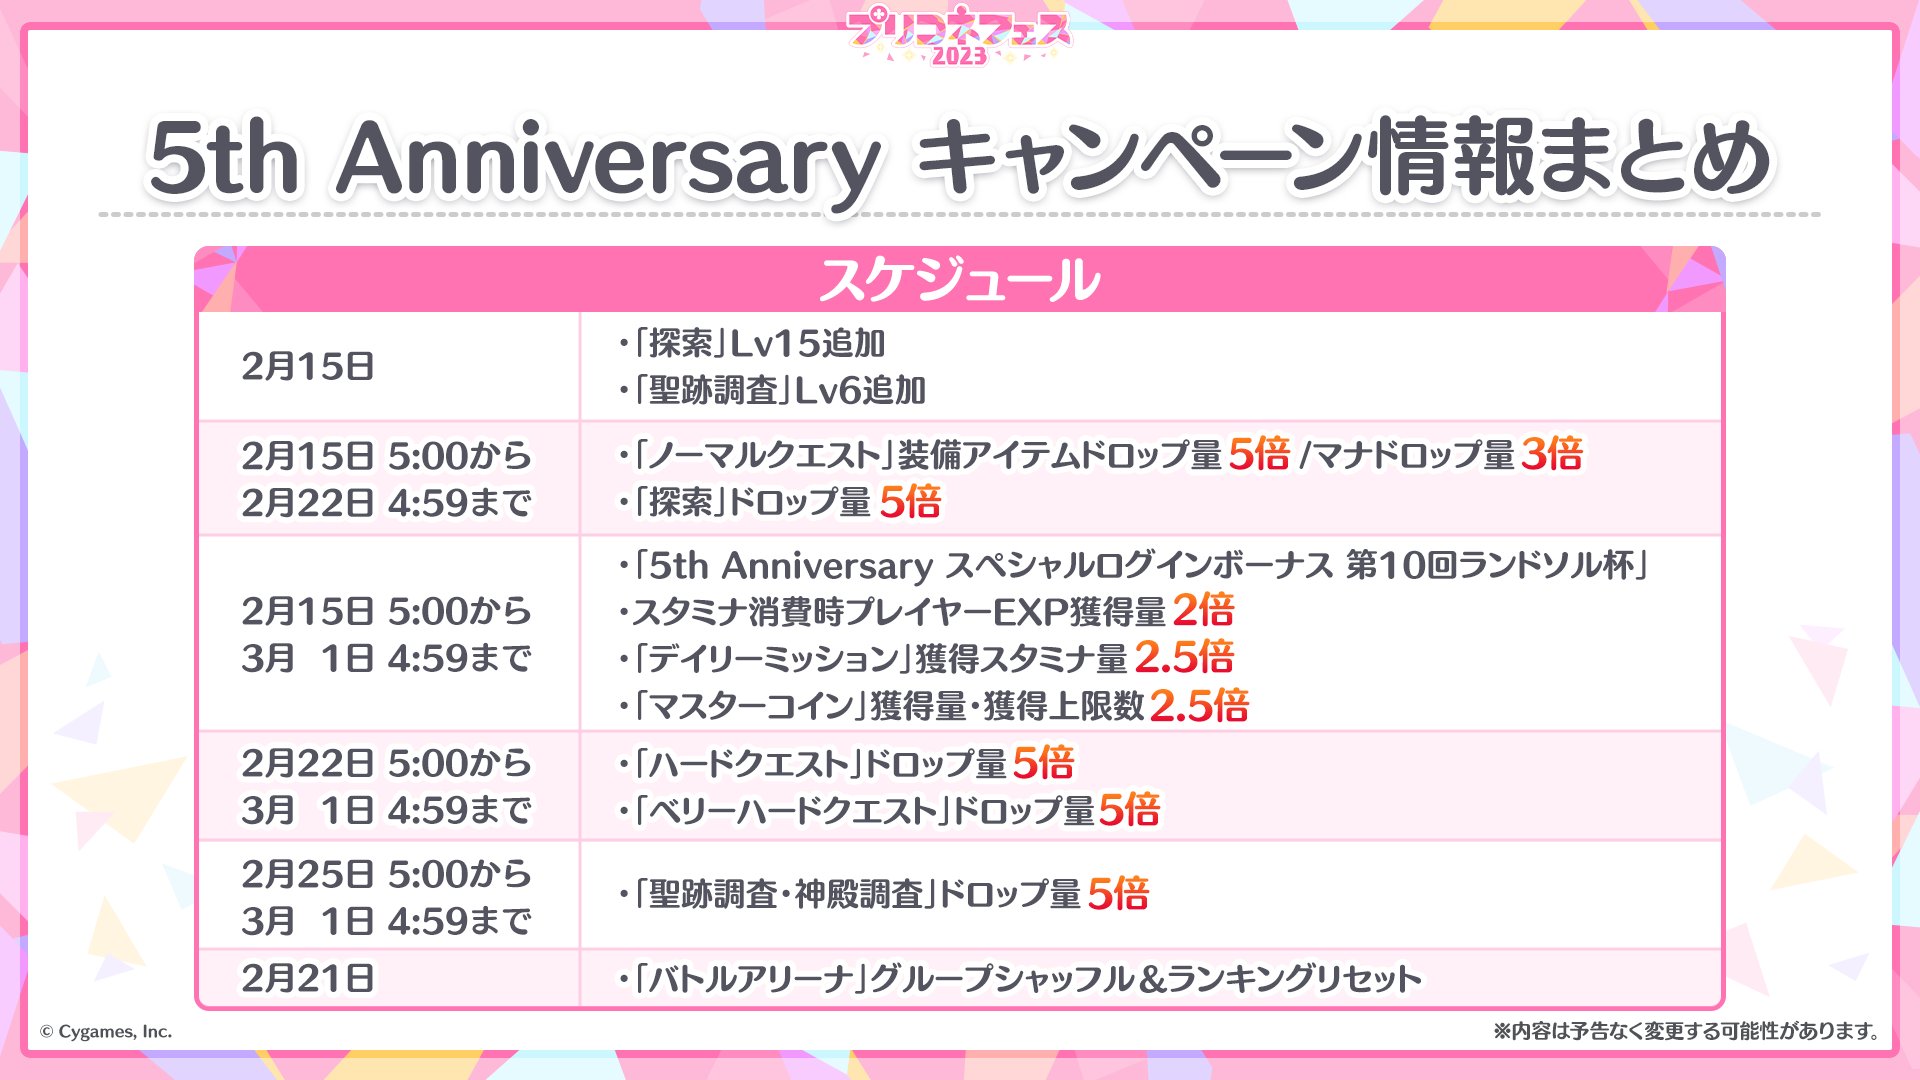 プリコネフェス
2023
5th Anniversary キャンペーン情報まとめ
スケジュール
2月15日
・「探索」Lv15追加
・「聖跡調査」Lv6追加
2月15日 5:00から
2月22日 4:59まで
・「ノーマルクエスト」装備アイテムドロップ量 5倍 /マナドロップ量 3倍
・「探索」ドロップ量 5倍
2月15日 5:00から
3月 1日 4:59まで
・「5th Anniversary スペシャルログインボーナス 第10回ランドソル杯」
・スタミナ消費時プレイヤーEXP獲得量 2倍
・「デイリーミッション」獲得スタミナ量 2.5倍
・「マスターコイン」獲得量・獲得上限数 2.5倍
2月22日 5:00から
3月 1日 4:59まで
・「ハードクエスト」ドロップ量 5倍
・「ベリーハードクエスト」ドロップ量 5倍
2月25日 5:00から
3月 1日 4:59まで
・「聖跡調査・神殿調査」ドロップ量 5倍
2月21日
・「バトルアリーナ」グループシャッフル＆ランキングリセット
© Cygames, Inc.
※内容は予告なく変更する可能性があります。